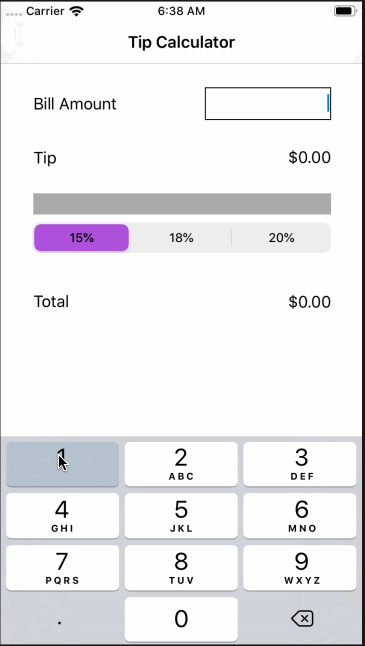 Carrier 6:38 AM
Tip Calculator
Bill Amount
Tip $0.00
15% 18% 20%
Total $0.00
1 2 3
ABC DEF
4 5 6
GHI JKL MNO
7 8 9
PQRS TUV WXYZ
. 0